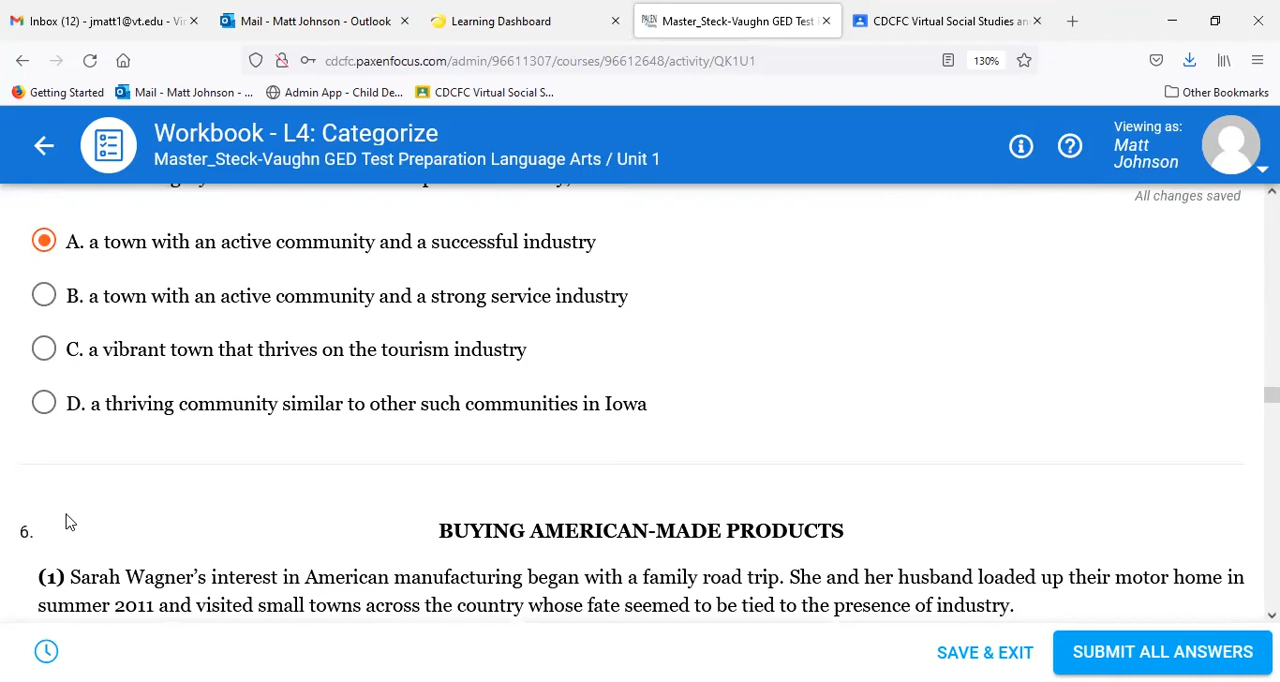 Inbox (12) - jmatt1@vt.edu - Vir
Mail - Matt Johnson - Outlook
Learning Dashboard
Master_Steck-Vaughn GED Test
CDCFC Virtual Social Studies an
cdcfc.paxenfocus.com/admin/96611307/courses/96612648/activity/QK1U1
130%
Getting Started
Mail - Matt Johnson - ...
Admin App - Child De...
CDCFC Virtual Social S...
Other Bookmarks
Workbook - L4: Categorize
Master_Steck-Vaughn GED Test Preparation Language Arts / Unit 1
Viewing as:
Matt
Johnson
All changes saved
A. a town with an active community and a successful industry
B. a town with an active community and a strong service industry
C. a vibrant town that thrives on the tourism industry
D. a thriving community similar to other such communities in Iowa
6.
BUYING AMERICAN-MADE PRODUCTS
(1) Sarah Wagner's interest in American manufacturing began with a family road trip. She and her husband loaded up their motor home in
summer 2011 and visited small towns across the country whose fate seemed to be tied to the presence of industry.
SAVE & EXIT
SUBMIT ALL ANSWERS